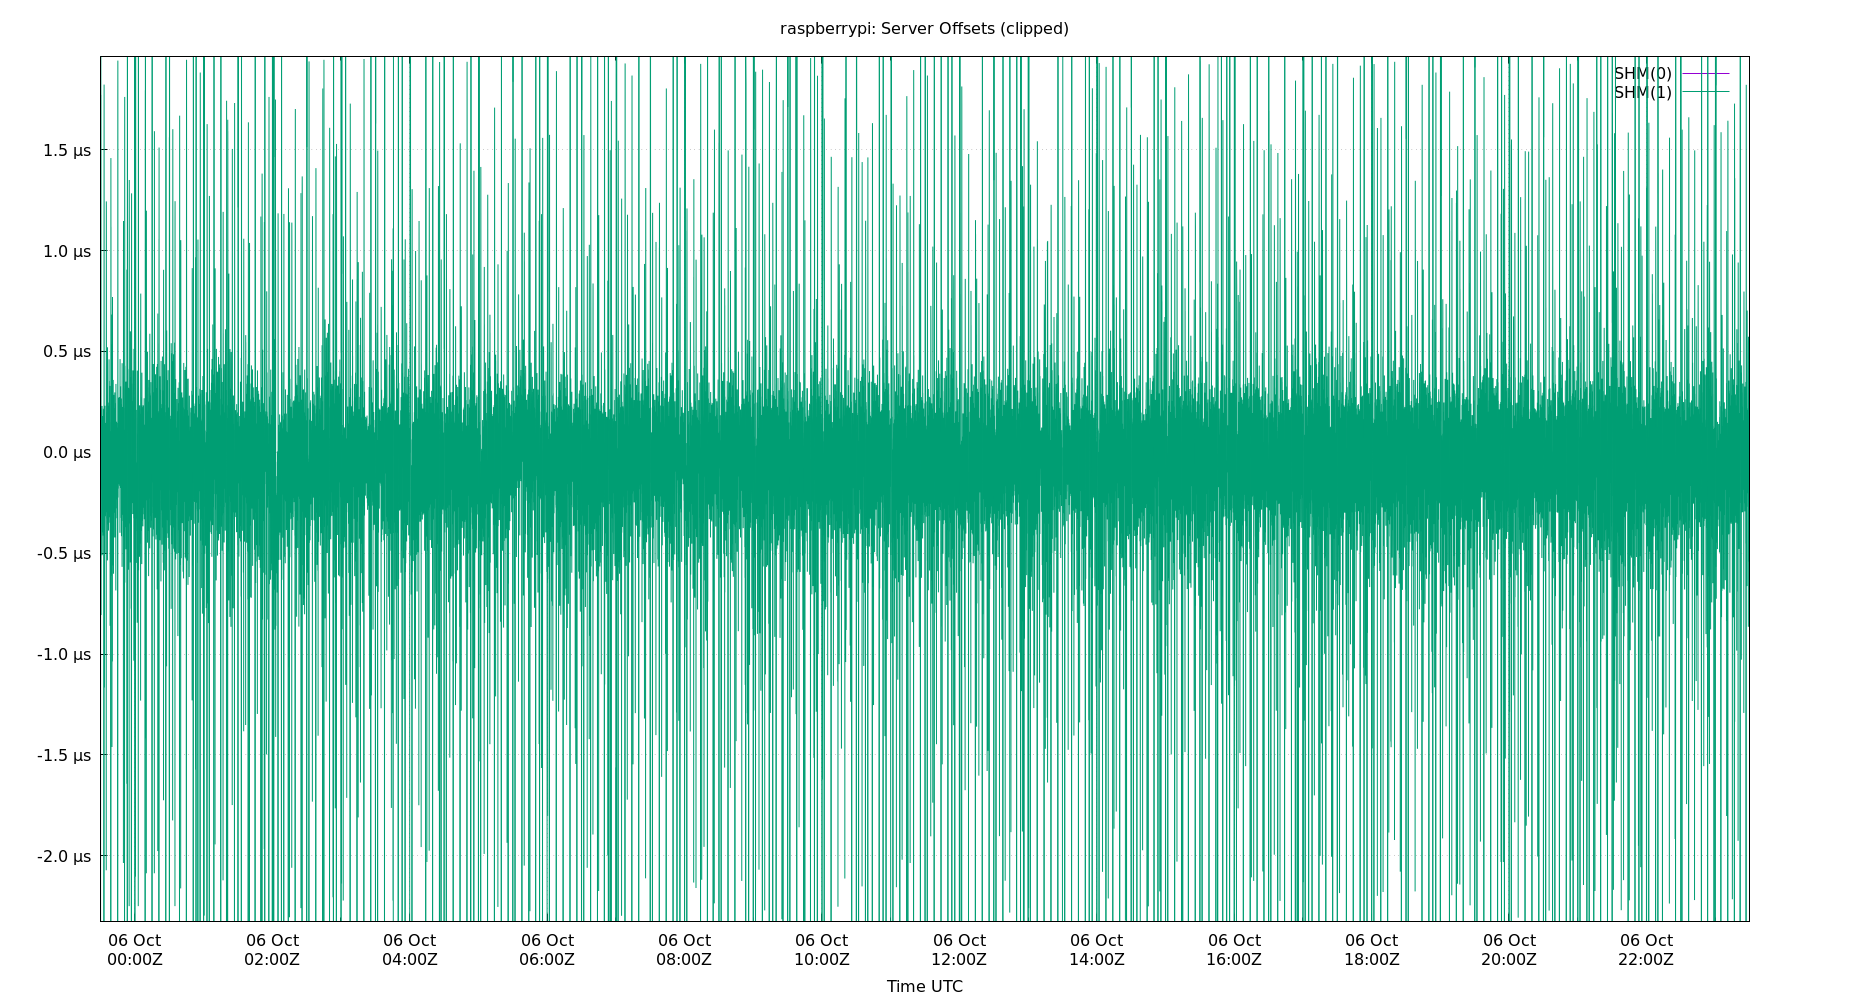 raspberrypi: Server Offsets (clipped)
SHM(0)
SHM(1)
1.5 µs
1.0 µs
0.5 µs
0.0 µs
-0.5 µs
-1.0 µs
-1.5 µs
-2.0 µs
06 Oct 06 Oct 06 Oct 06 Oct 06 Oct 06 Oct 06 Oct 06 Oct 06 Oct 06 Oct 06 Oct 06 Oct
00:00Z 02:00Z 04:00Z 06:00Z 08:00Z 10:00Z 12:00Z 14:00Z 16:00Z 18:00Z 20:00Z 22:00Z
Time UTC